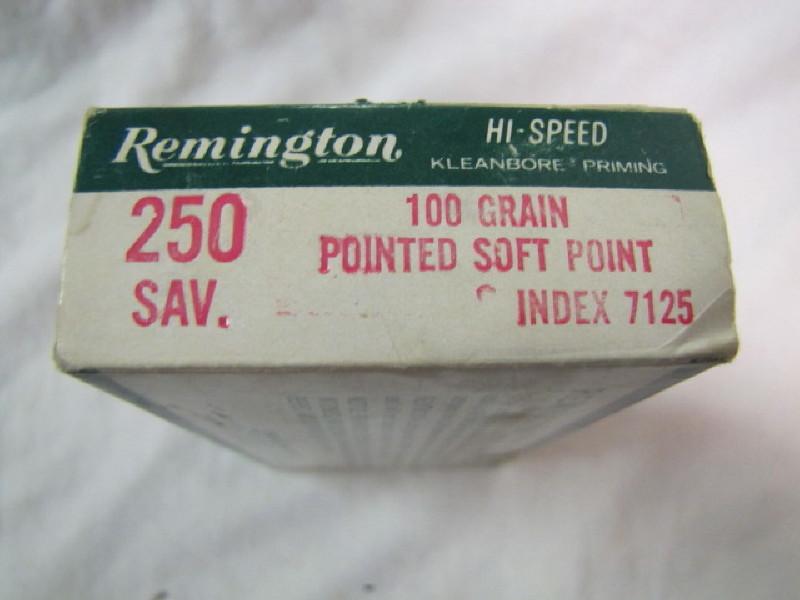 Remington
HI-SPEED
KLEANBORE PRIMING
250
SAV.
100 GRAIN
POINTED SOFT POINT
INDEX 7125